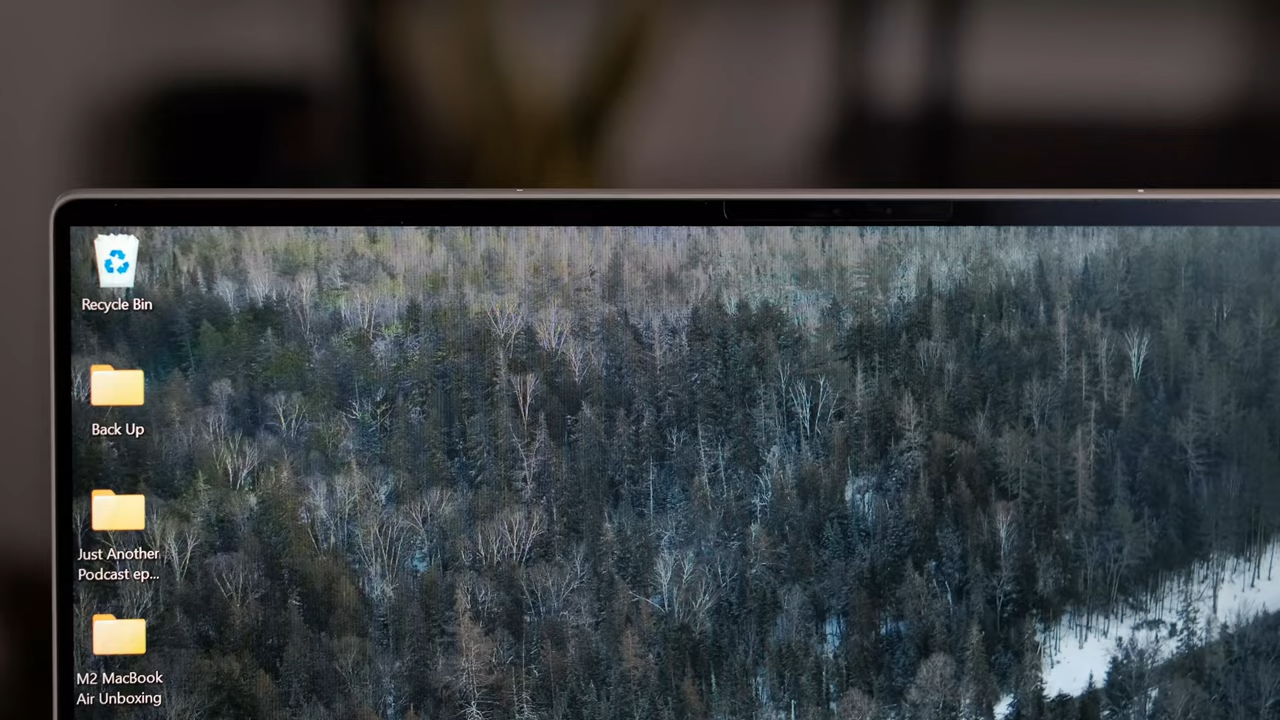 Recycle Bin
Back Up
Just Another
Podcast ep...
M2 MacBook
Air Unboxing